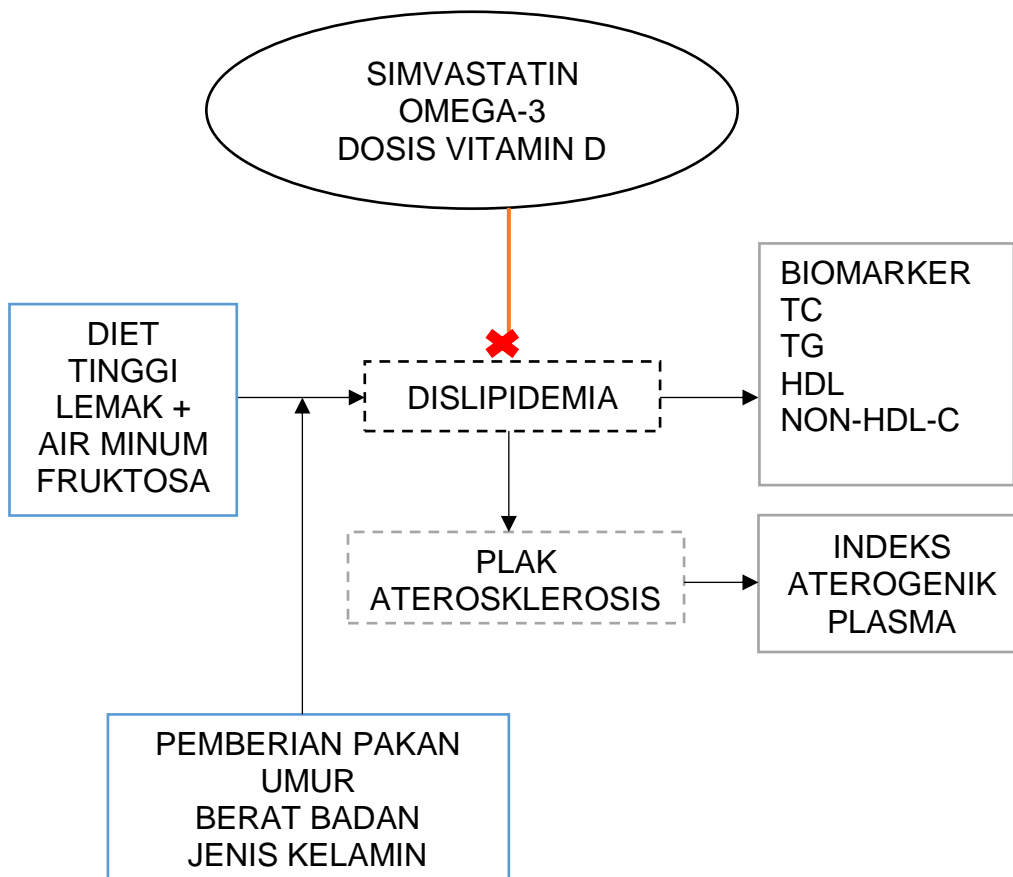 SIMVASTATIN
OMEGA-3
DOSIS VITAMIN D
DIET
TINGGI
LEMAK +
AIR MINUM
FRUKTOSA
DISLIPIDEMIA
BIOMARKER
TC
TG
HDL
NON-HDL-C
PLAK
ATEROSKLEROSIS
INDEKS
ATEROGENIK
PLASMA
PEMBERIAN PAKAN
UMUR
BERAT BADAN
JENIS KELAMIN